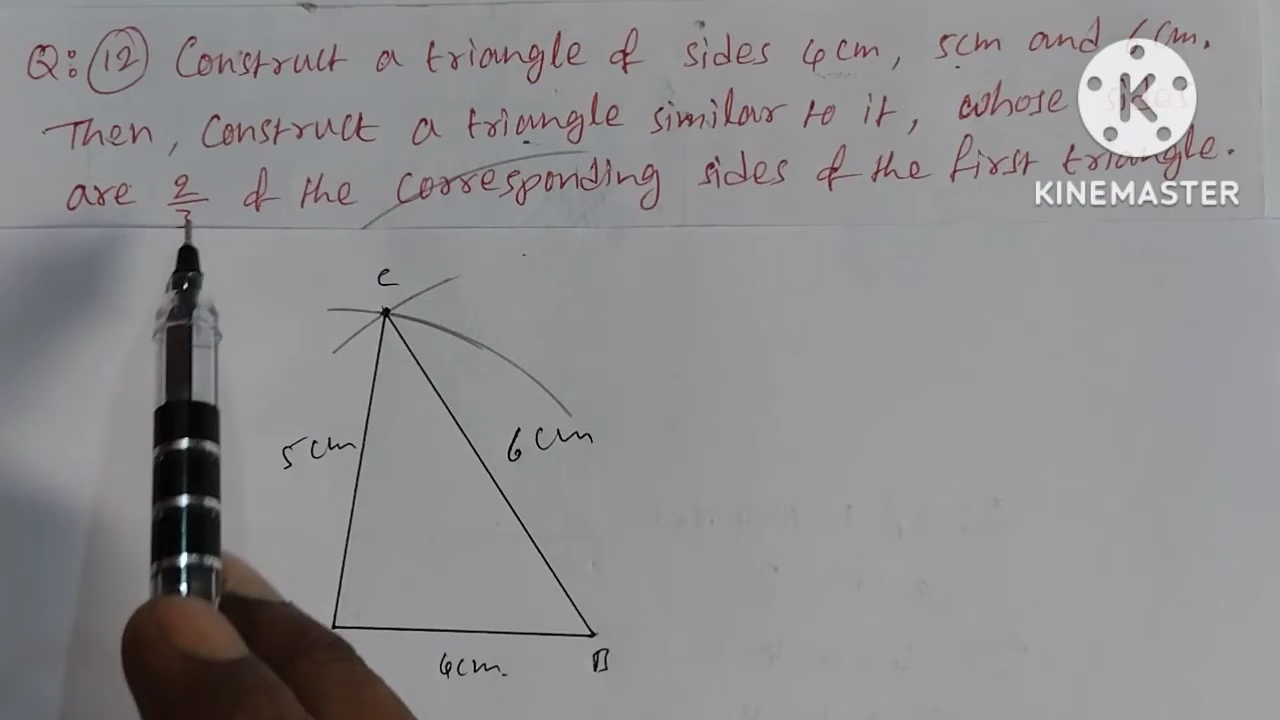 Q: 12 Construct a triangle of sides 4cm, 5cm and 6cm.
Then, construct a triangle similar to it, whose
are 2/3 of the corresponding sides of the first triangle.
K
KINEMASTER
C
5cm
6cm
4cm.
B